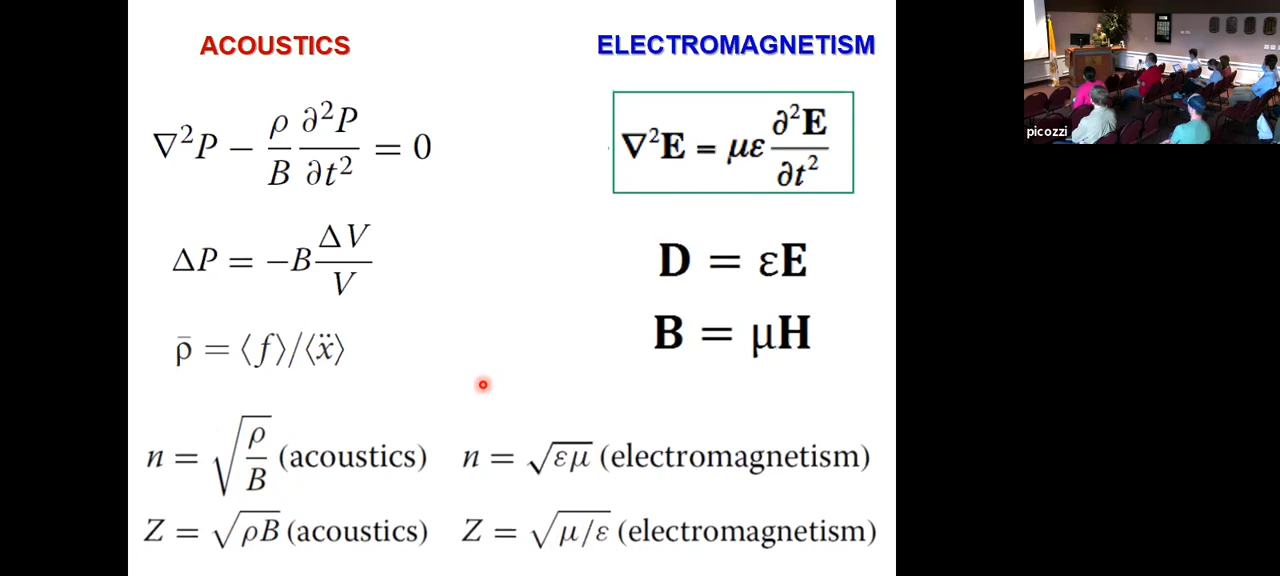 ACOUSTICS
ELECTROMAGNETISM
∇²P − ρ/B ∂²P/∂t² = 0
∇²E = με ∂²E/∂t²
ΔP = −B ΔV/V
D = εE
B = μH
ρ̄ = ⟨f⟩/⟨ẍ⟩
n = √(ρ/B) (acoustics)
n = √εμ (electromagnetism)
Z = √ρB (acoustics)
Z = √μ/ε (electromagnetism)
picozzi